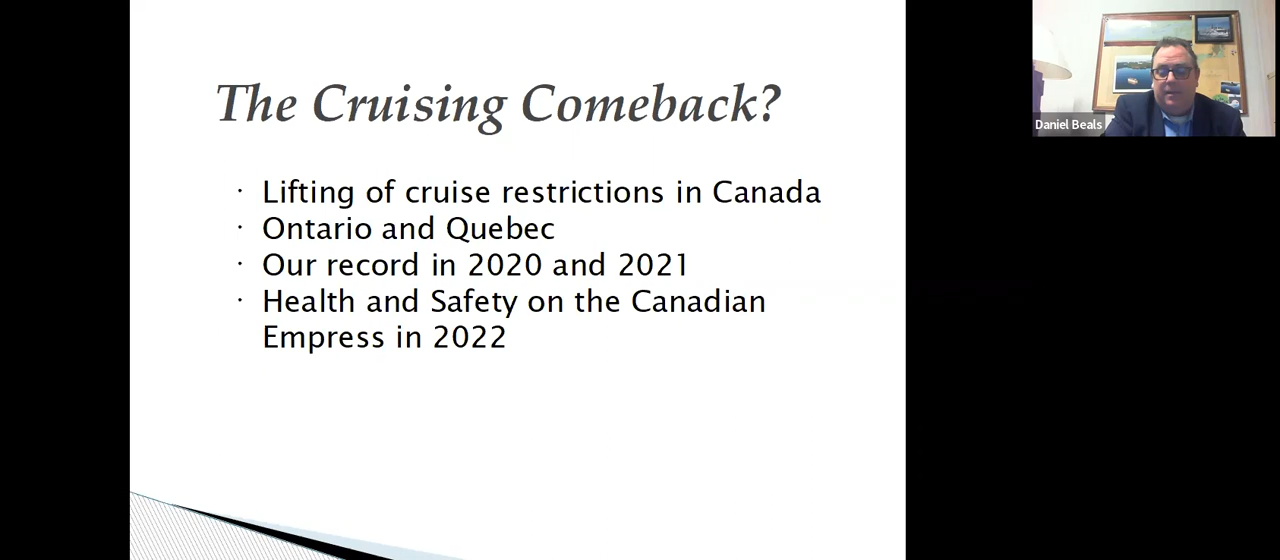 The Cruising Comeback?
· Lifting of cruise restrictions in Canada
· Ontario and Quebec
· Our record in 2020 and 2021
· Health and Safety on the Canadian
Empress in 2022
Daniel Beals